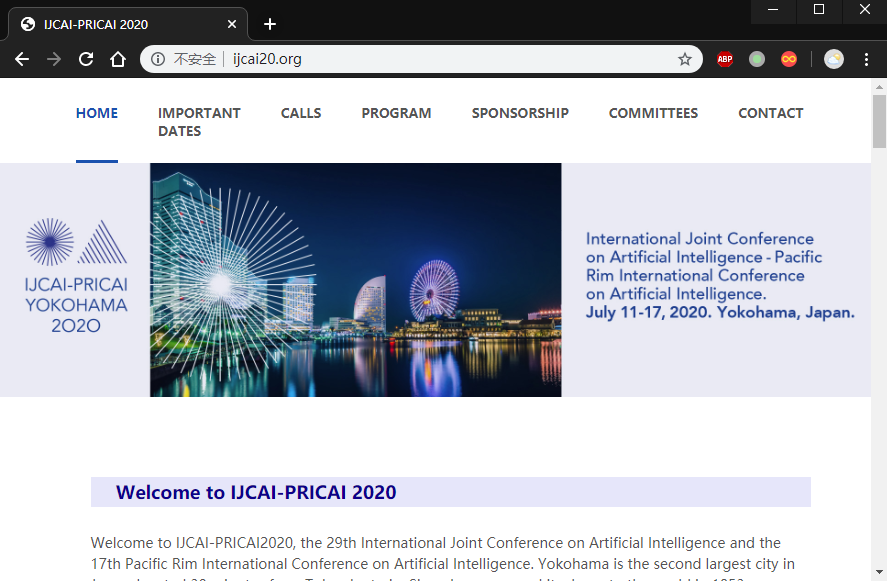 IJCAI-PRICAI 2020
不安全
ijcai20.org
ABP
HOME
IMPORTANT
DATES
CALLS
PROGRAM
SPONSORSHIP
COMMITTEES
CONTACT
IJCAI-PRICAI
YOKOHAMA
2020
International Joint Conference
on Artificial Intelligence - Pacific
Rim International Conference
on Artificial Intelligence.
July 11-17, 2020. Yokohama, Japan.
Welcome to IJCAI-PRICAI 2020
Welcome to IJCAI-PRICAI2020, the 29th International Joint Conference on Artificial Intelligence and the
17th Pacific Rim International Conference on Artificial Intelligence. Yokohama is the second largest city in